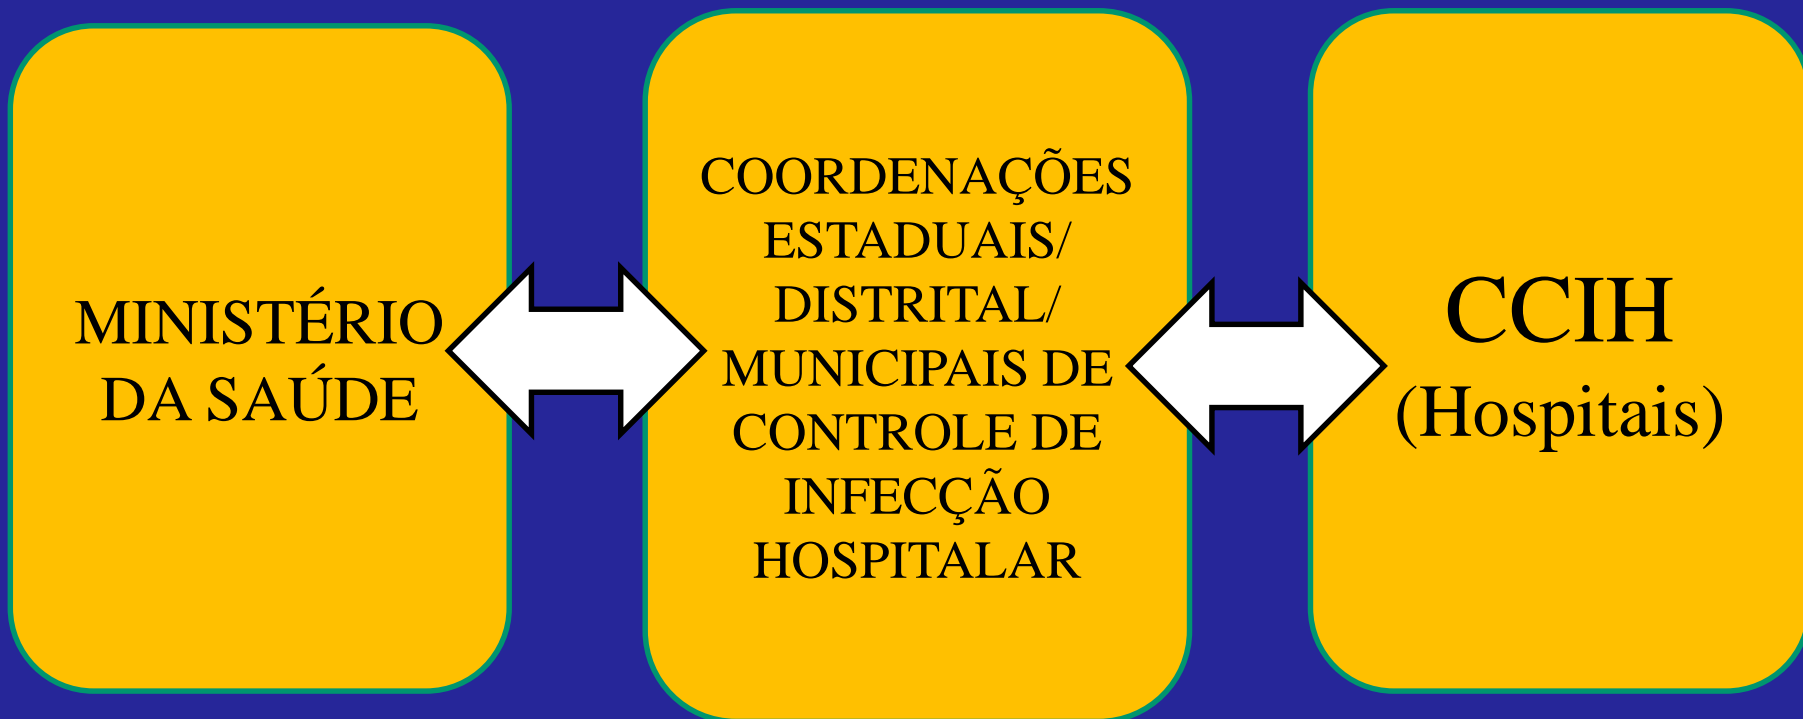 MINISTÉRIO
DA SAÚDE
COORDENAÇÕES
ESTADUAIS/
DISTRITAL/
MUNICIPAIS DE
CONTROLE DE
INFECÇÃO
HOSPITALAR
CCIH
(Hospitais)